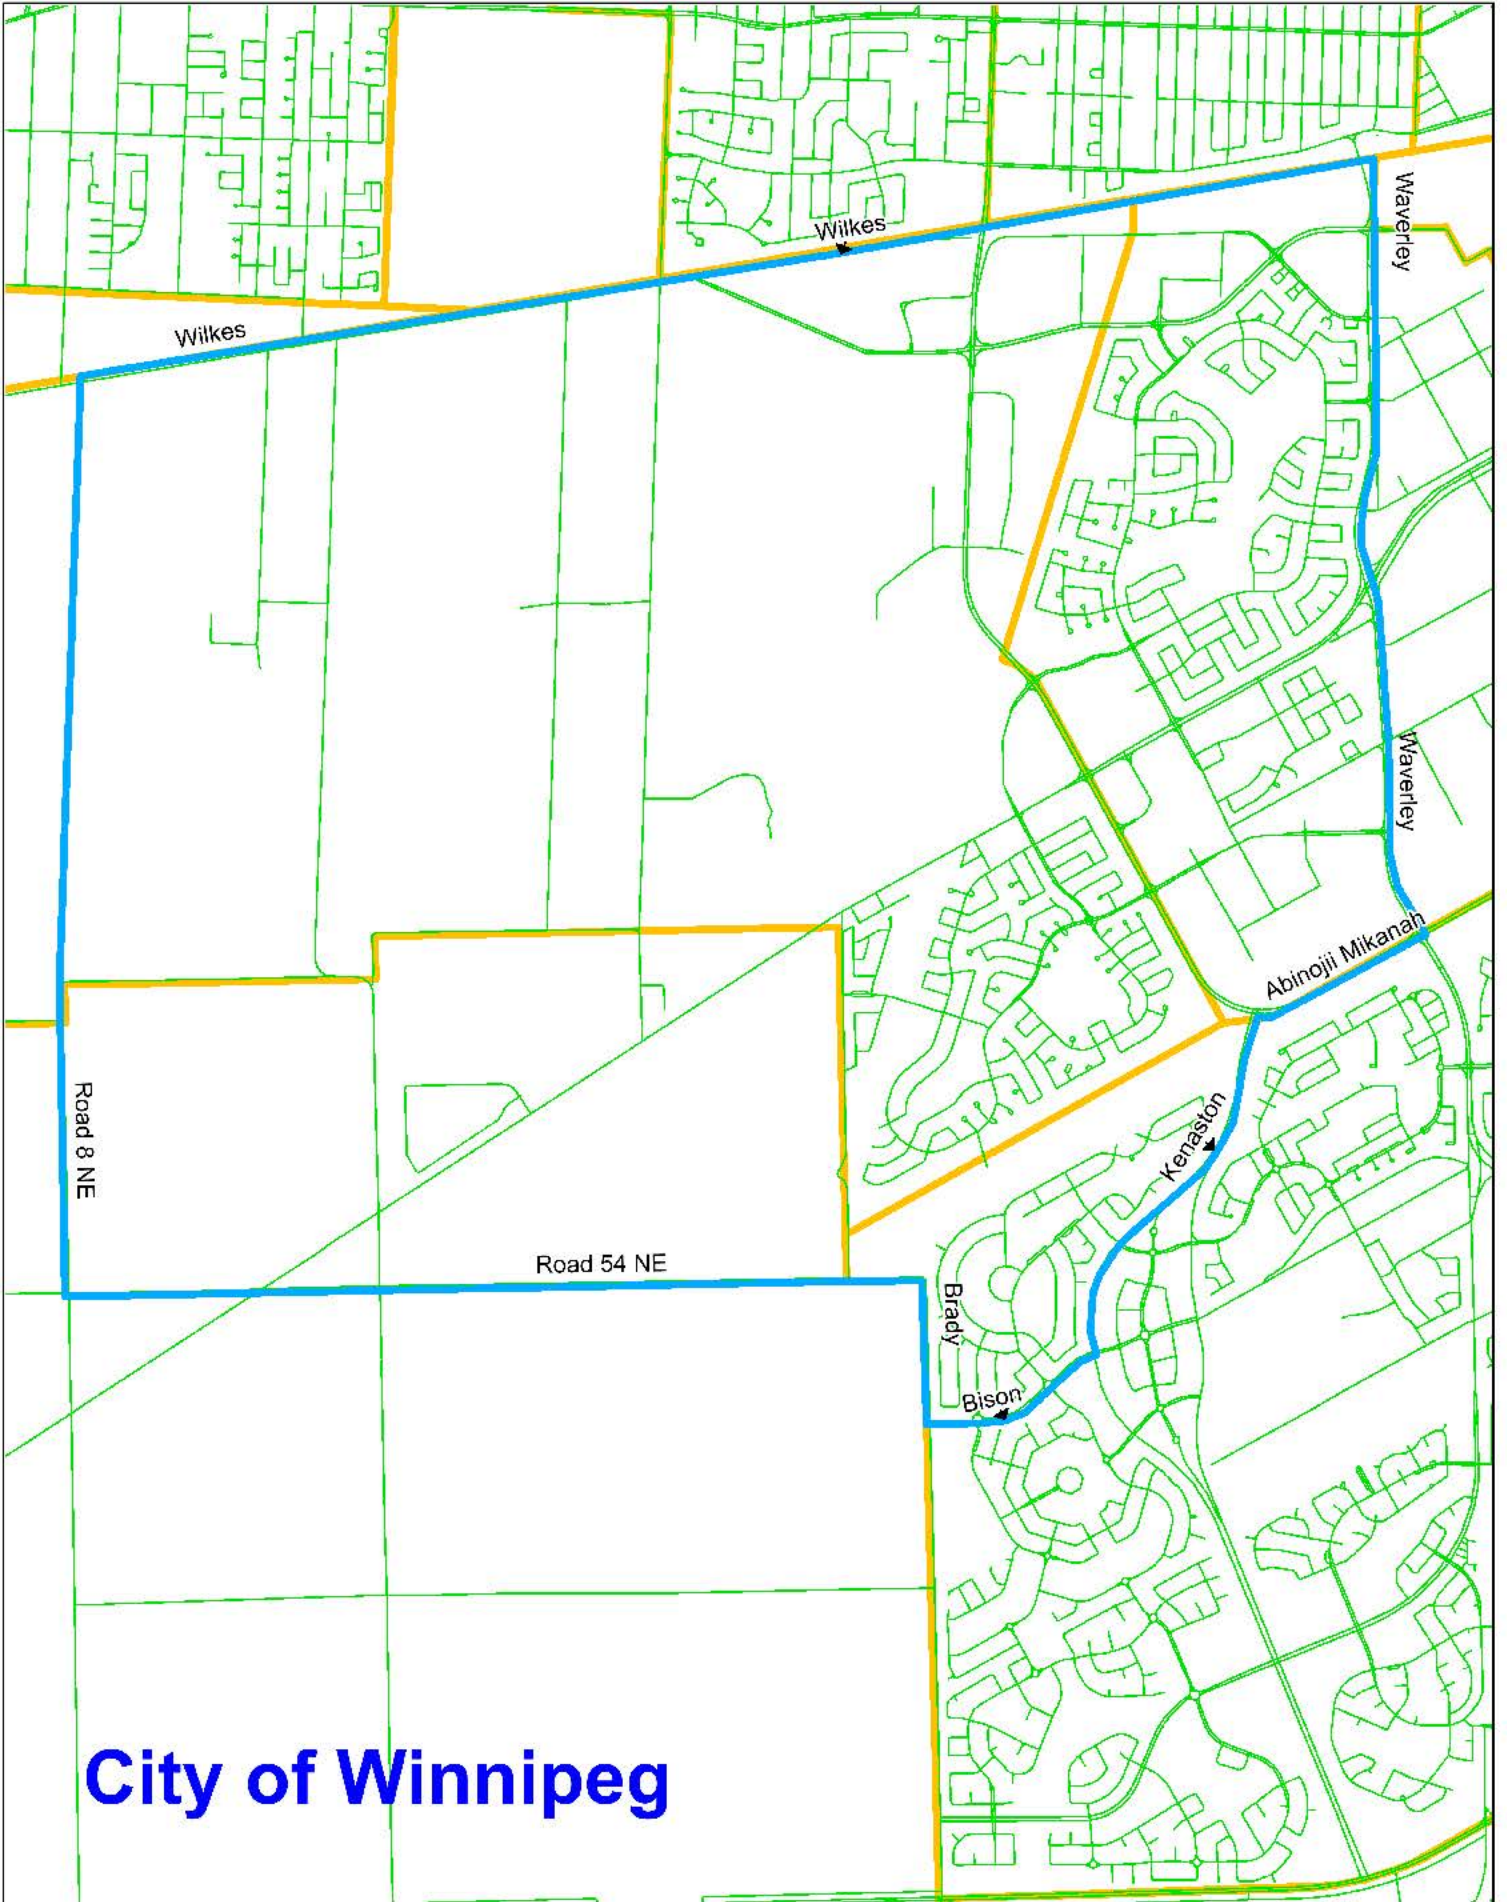 Waverley
Wilkes
Wilkes
Waverley
Abinojii Mikanah
Road 8 NE
Kenaston
Road 54 NE
Brady
Bison
City of Winnipeg